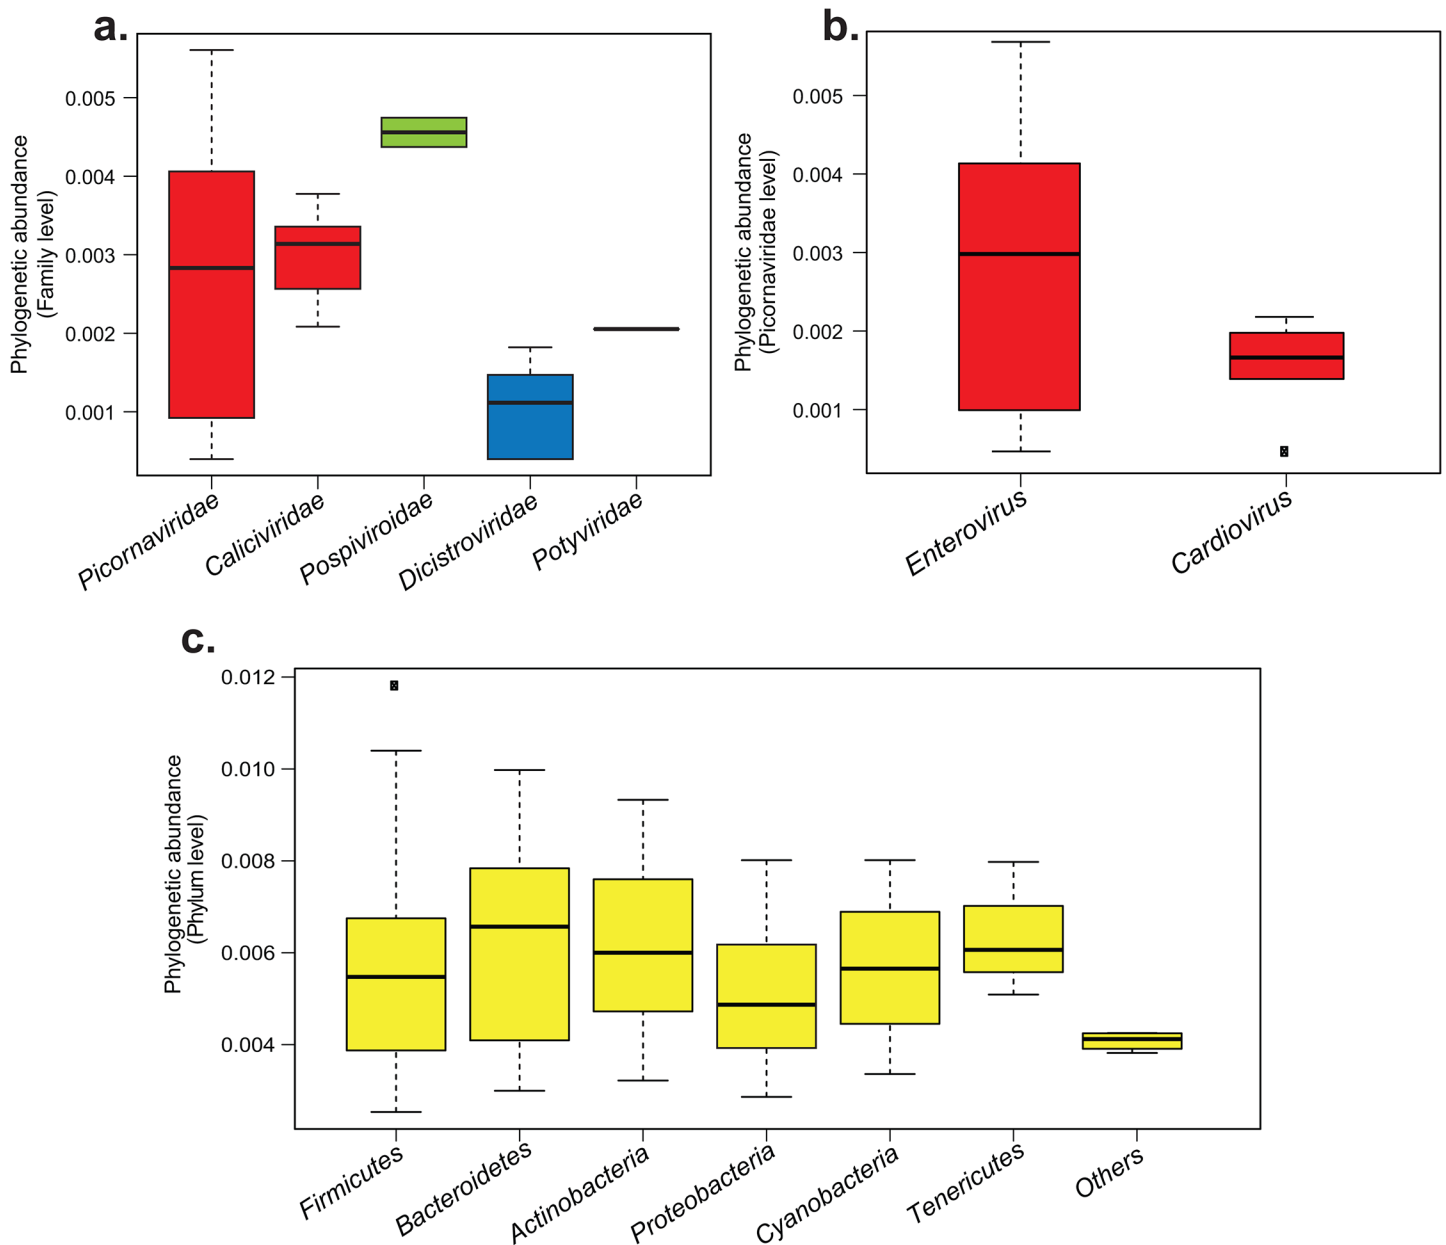 a.
Phylogenetic abundance
(Family level)
0.005
0.004
0.003
0.002
0.001
Picornaviridae
Caliciviridae
Pospiviroidae
Dicistroviridae
Potyviridae
b.
Phylogenetic abundance
(Picornaviridae level)
0.005
0.004
0.003
0.002
0.001
Enterovirus
Cardiovirus
c.
Phylogenetic abundance
(Phylum level)
0.012
0.010
0.008
0.006
0.004
Firmicutes
Bacteroidetes
Actinobacteria
Proteobacteria
Cyanobacteria
Tenericutes
Others